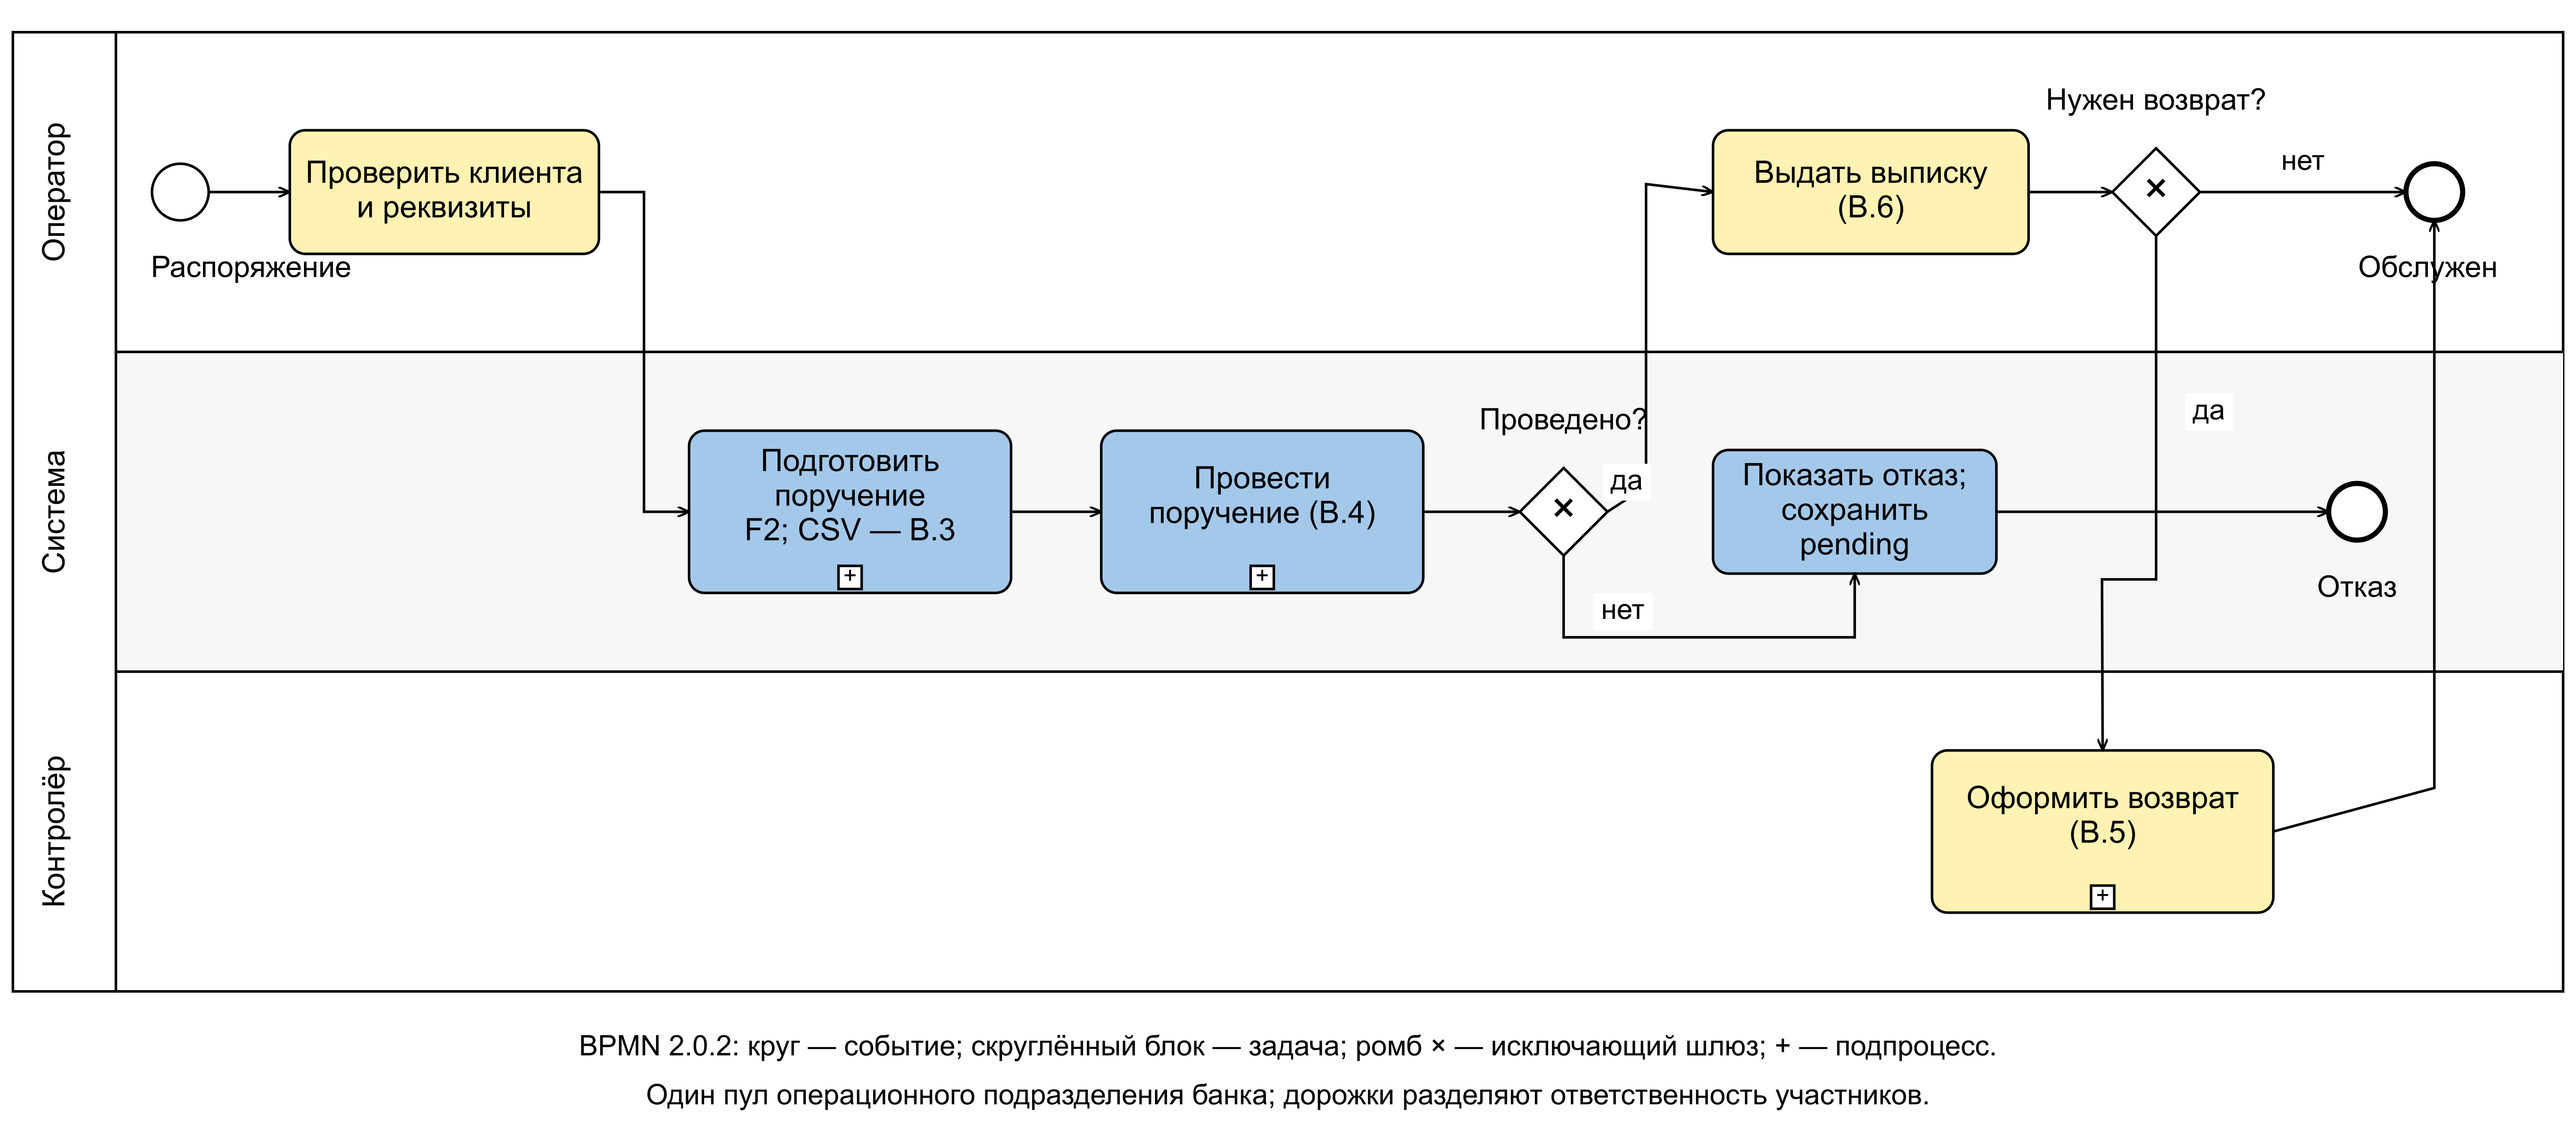 Оператор
Распоряжение
Проверить клиента
и реквизиты
Выдать выписку
(В.6)
Нужен возврат?
×
нет
Обслужен
Система
Подготовить
поручение
F2; CSV — В.3
+
Провести
поручение (В.4)
+
Проведено?
×
да
нет
Показать отказ;
сохранить
pending
да
Отказ
Контролёр
Оформить возврат
(В.5)
+
BPMN 2.0.2: круг — событие; скруглённый блок — задача; ромб × — исключающий шлюз; + — подпроцесс.
Один пул операционного подразделения банка; дорожки разделяют ответственность участников.